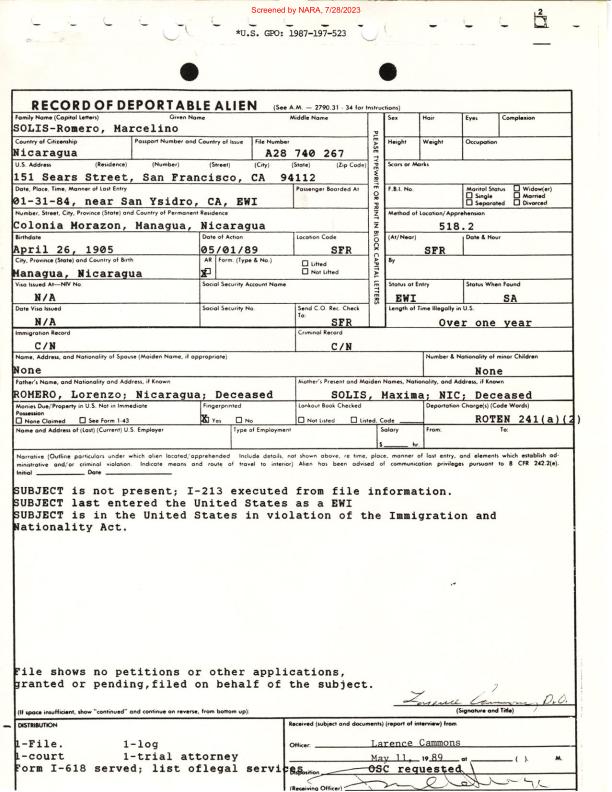 Screened by NARA, 7/28/2023
2
*U.S. GPO: 1987-197-523
RECORD OF DEPORTABLE ALIEN (See A.M. — 2790.31 - 34 for Instructions)
Family Name (Capital Letters) Given Name Middle Name Sex Hair Eyes Complexion
SOLIS-Romero, Marcelino
Country of Citizenship Passport Number and Country of Issue File Number Height Weight Occupation
Nicaragua A28 740 267
U.S. Address (Residence) (Number) (Street) (City) (State) (Zip Code) Scars or Marks
151 Sears Street, San Francisco, CA 94112
Date, Place, Time, Manner of Last Entry Passenger Boarded At F.B.I. No. Marital Status Widow(er)
Single Married
Separated Divorced
01-31-84, near San Ysidro, CA, EWI
Number, Street, City, Province (State) and Country of Permanent Residence Method of Location/Apprehension
Colonia Morazon, Managua, Nicaragua 518.2
Birthdate Date of Action Location Code (At/Near) Date & Hour
April 26, 1905 05/01/89 SFR SFR
City, Province (State) and Country of Birth AR Form: (Type & No.) Lifted By
Managua, Nicaragua X Not Lifted
Visa Issued At—NIV No Social Security Account Name Status at Entry Status When Found
N/A EWI SA
Date Visa Issued Social Security No. Send C.O. Rec. Check To: Length of Time Illegally in U.S.
N/A SFR Over one year
Immigration Record Criminal Record
C/N C/N
Name, Address, and Nationality of Spouse (Maiden Name, if appropriate) Number & Nationality of minor Children
None None
Father's Name, and Nationality and Address, if Known Mother's Present and Maiden Names, Nationality, and Address, if Known
ROMERO, Lorenzo; Nicaragua; Deceased SOLIS, Maxima; NIC; Deceased
Monies Due/Property in U.S. Not in Immediate Possession Fingerprinted Lookout Book Checked Deportation Charge(s) (Code Words)
None Claimed See Form 1-43 X Yes No Not Listed Listed, Code ROTEN 241(a)(2)
Name and Address of (Last) (Current) U.S. Employer Type of Employment Salary From: To:
$ hr
PLEASE TYPEWRITE OR PRINT IN BLOCK CAPITAL LETTERS
Narrative (Outline particulars under which alien located/apprehended Include details, not shown above, re time, place, manner of last entry, and elements which establish ad-
ministrative and/or criminal violation. Indicate means and route of travel to interior) Alien has been advised of communication privileges pursuant to 8 CFR 242.2(e).
Initial Date
SUBJECT is not present; I-213 executed from file information.
SUBJECT last entered the United States as a EWI
SUBJECT is in the United States in violation of the Immigration and
Nationality Act.
File shows no petitions or other applications,
granted or pending,filed on behalf of the subject.
(If space insufficient, show "continued" and continue on reverse, from bottom up): (Signature and Title)
DISTRIBUTION Received (subject and documents) (report of interview) from
1-File. 1-log Officer: Larence Cammons
1-court 1-trial attorney May 11, 1989 at ( ). M.
Form I-618 served; list oflegal services Disposition OSC requested
(Receiving Officer)